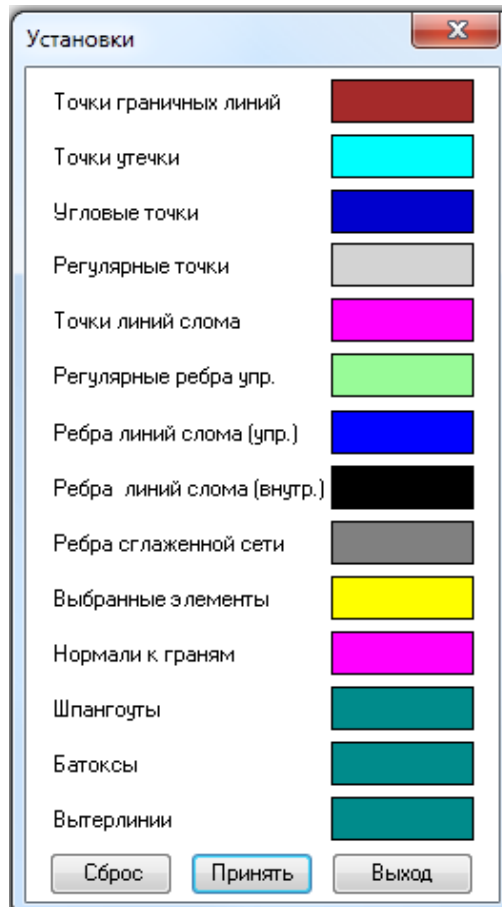 Установки
Точки граничных линий
Точки утечки
Угловые точки
Регулярные точки
Точки линий слома
Регулярные ребра упр.
Ребра линий слома (упр.)
Ребра линий слома (внутр.)
Ребра сглаженной сети
Выбранные элементы
Нормали к граням
Шпангоуты
Батоксы
Вытерлинии
Сброс Принять Выход